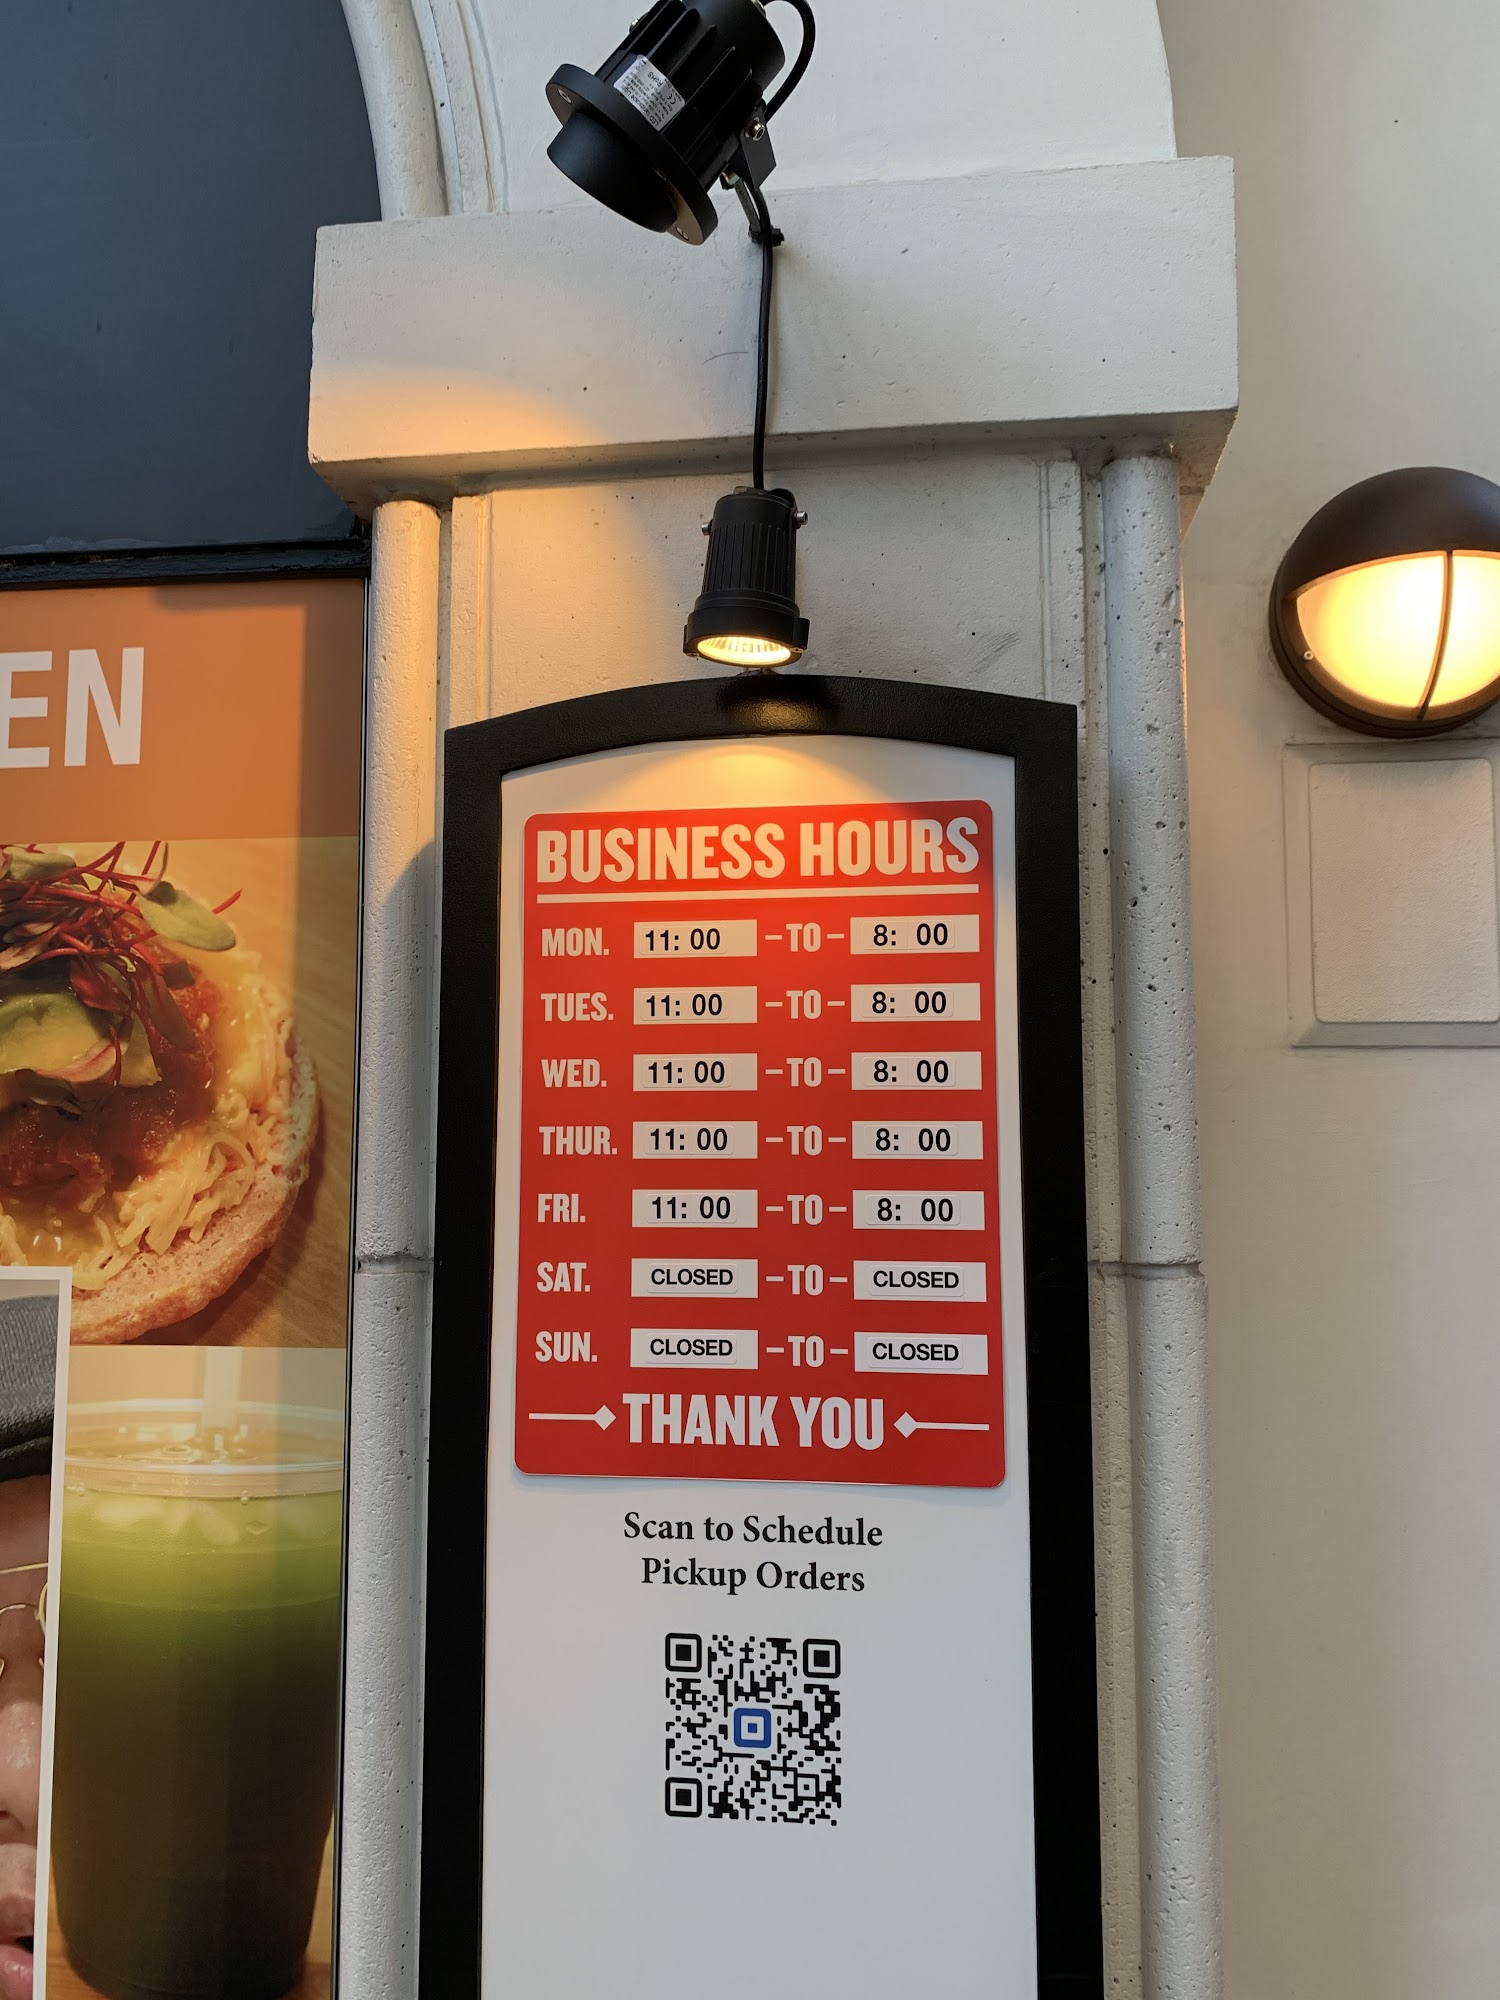 EN
BUSINESS HOURS
MON. 11: 00 -TO- 8: 00
TUES. 11: 00 -TO- 8: 00
WED. 11: 00 -TO- 8: 00
THUR. 11: 00 -TO- 8: 00
FRI. 11: 00 -TO- 8: 00
SAT. CLOSED -TO- CLOSED
SUN. CLOSED -TO- CLOSED
THANK YOU
Scan to Schedule
Pickup Orders